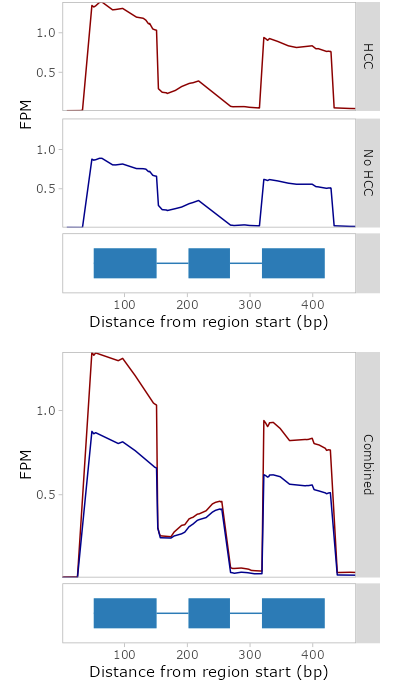 1.0
0.5
HCC
FPM
1.0
0.5
No HCC
100 200 300 400
Distance from region start (bp)
1.0
0.5
FPM
Combined
100 200 300 400
Distance from region start (bp)